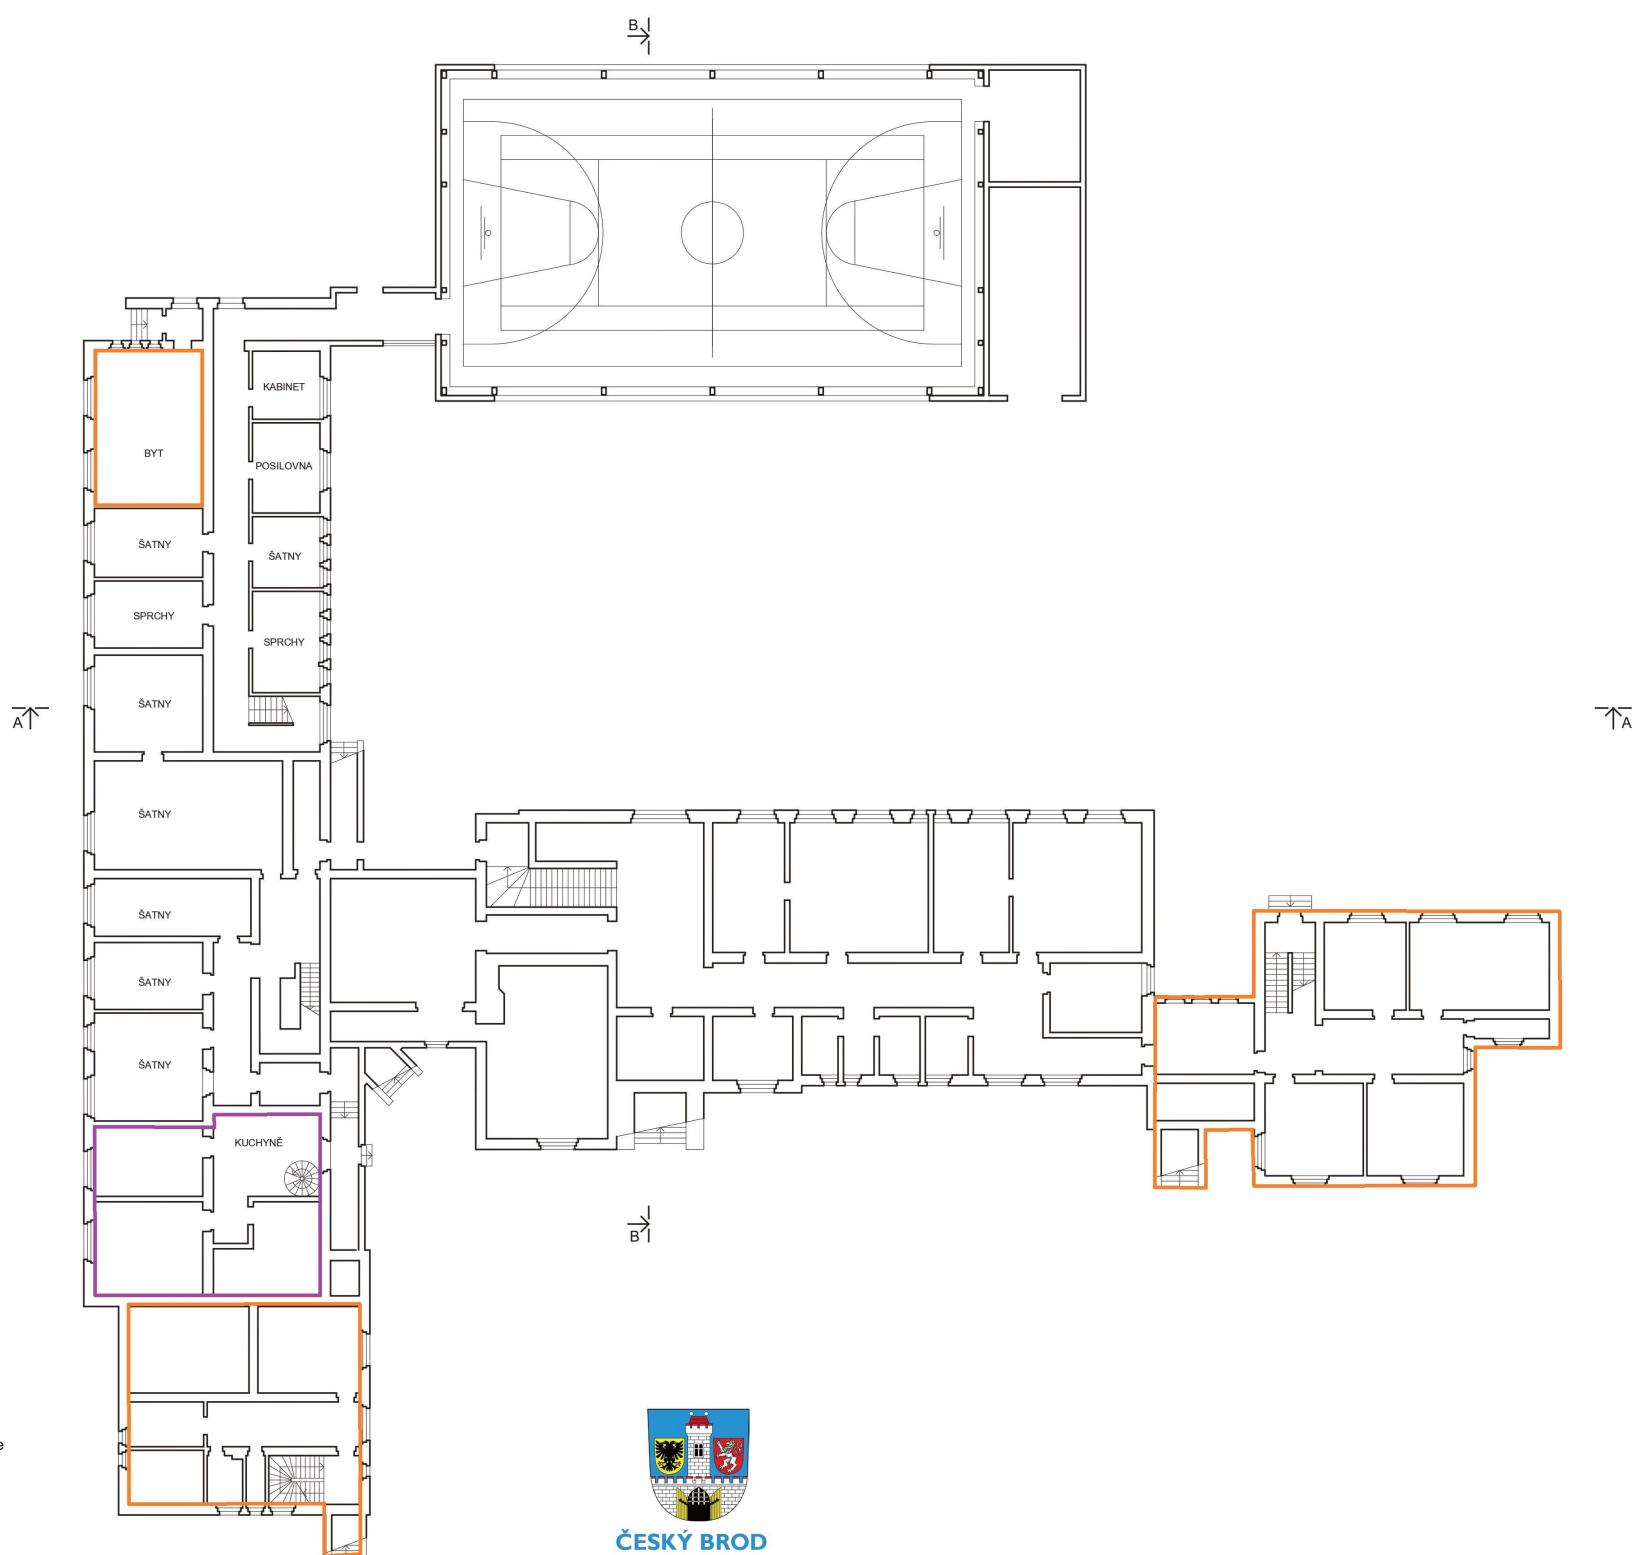 B
KABINET
BYT
POSILOVNA
ŠATNY
ŠATNY
SPRCHY
SPRCHY
ŠATNY
A
A
ŠATNY
ŠATNY
ŠATNY
ŠATNY
KUCHYNĚ
B
e
ČESKÝ BROD